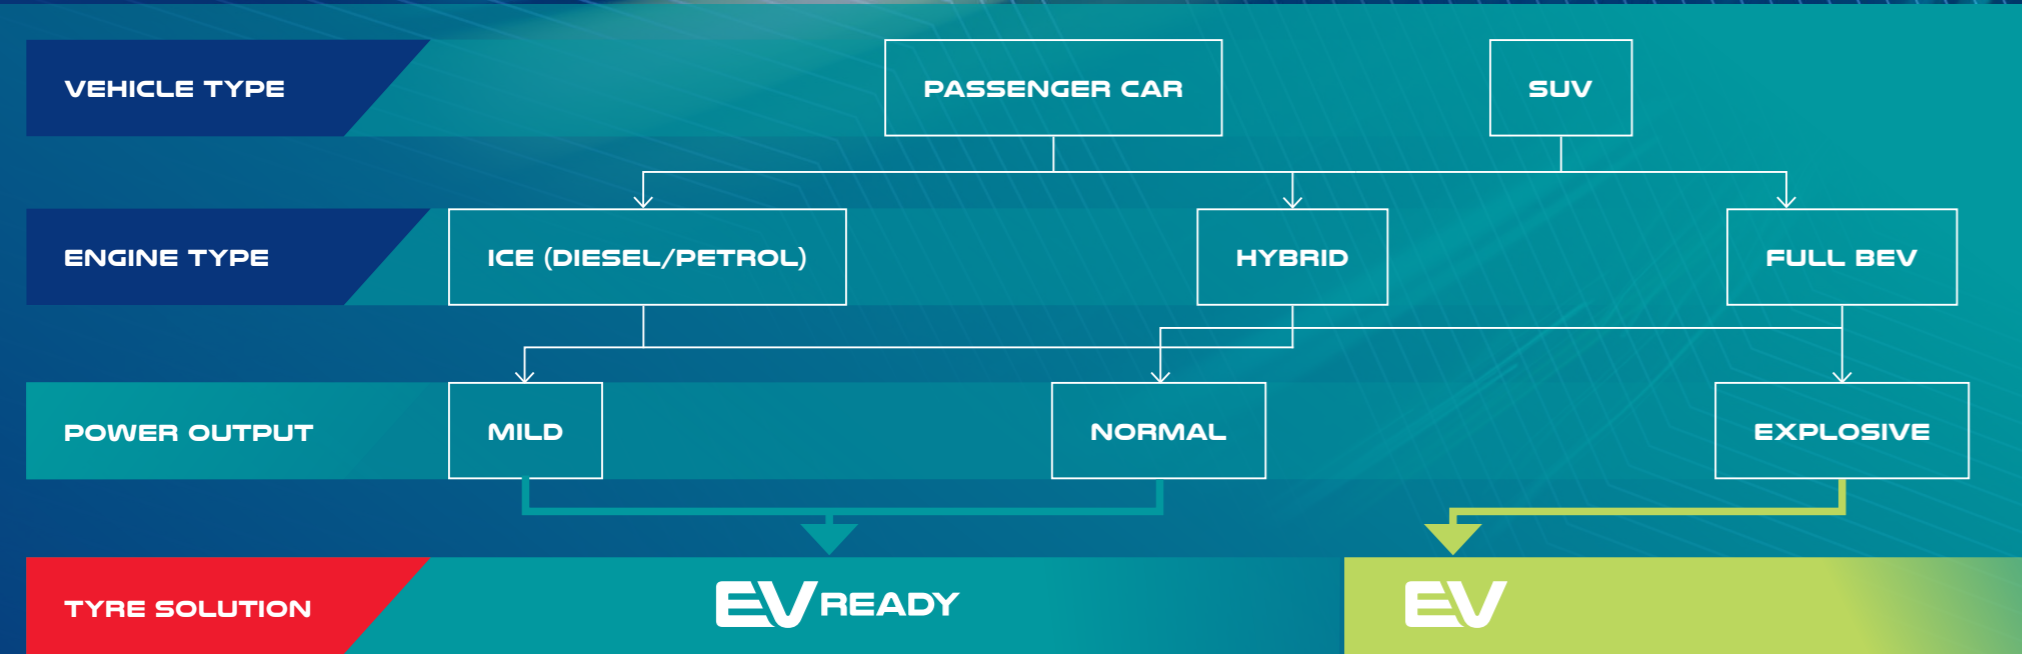 VEHICLE TYPE
PASSENGER CAR
SUV
ENGINE TYPE
ICE (DIESEL/PETROL)
HYBRID
FULL BEV
POWER OUTPUT
MILD
NORMAL
EXPLOSIVE
TYRE SOLUTION
EV READY
EV